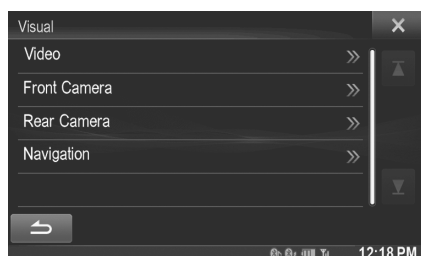 Visual
Video
Front Camera
Rear Camera
Navigation
12:18 PM